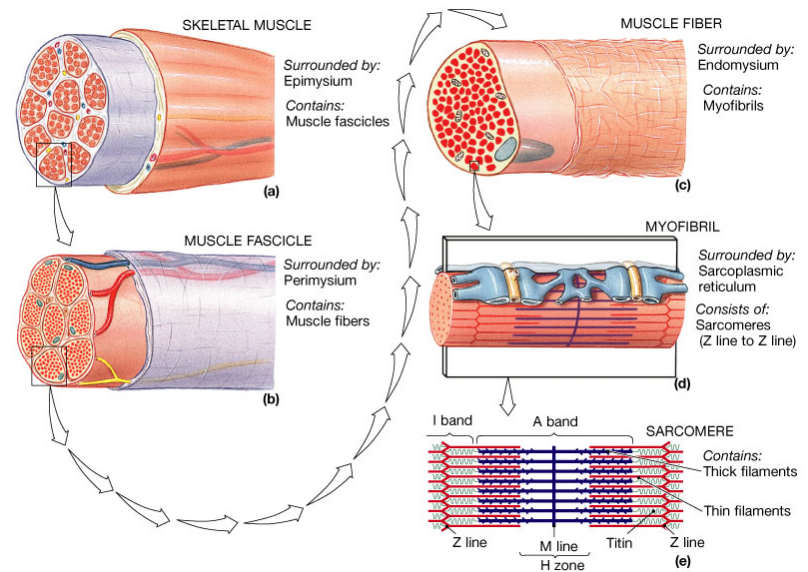 SKELETAL MUSCLE
Surrounded by:
Epimysium
Contains:
Muscle fascicles
(a)
MUSCLE FASCICLE
Surrounded by:
Perimysium
Contains:
Muscle fibers
(b)
MUSCLE FIBER
Surrounded by:
Endomysium
Contains:
Myofibrils
(c)
MYOFIBRIL
Surrounded by:
Sarcoplasmic
reticulum
Consists of:
Sarcomeres
(Z line to Z line)
(d)
I band
A band
SARCOMERE
Contains:
Thick filaments
Thin filaments
Z line
M line
Titin
Z line
H zone
(e)